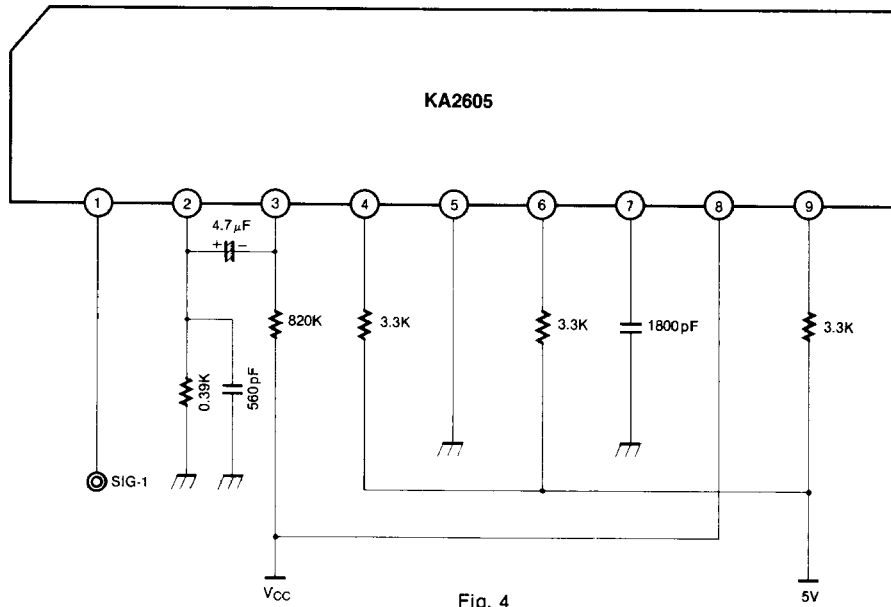 KA2605
1 2 3 4 5 6 7 8 9
4.7μF
+ -
820K
3.3K
3.3K
1800pF
3.3K
0.39K
560pF
SIG-1
VCC
5V
Fig. 4